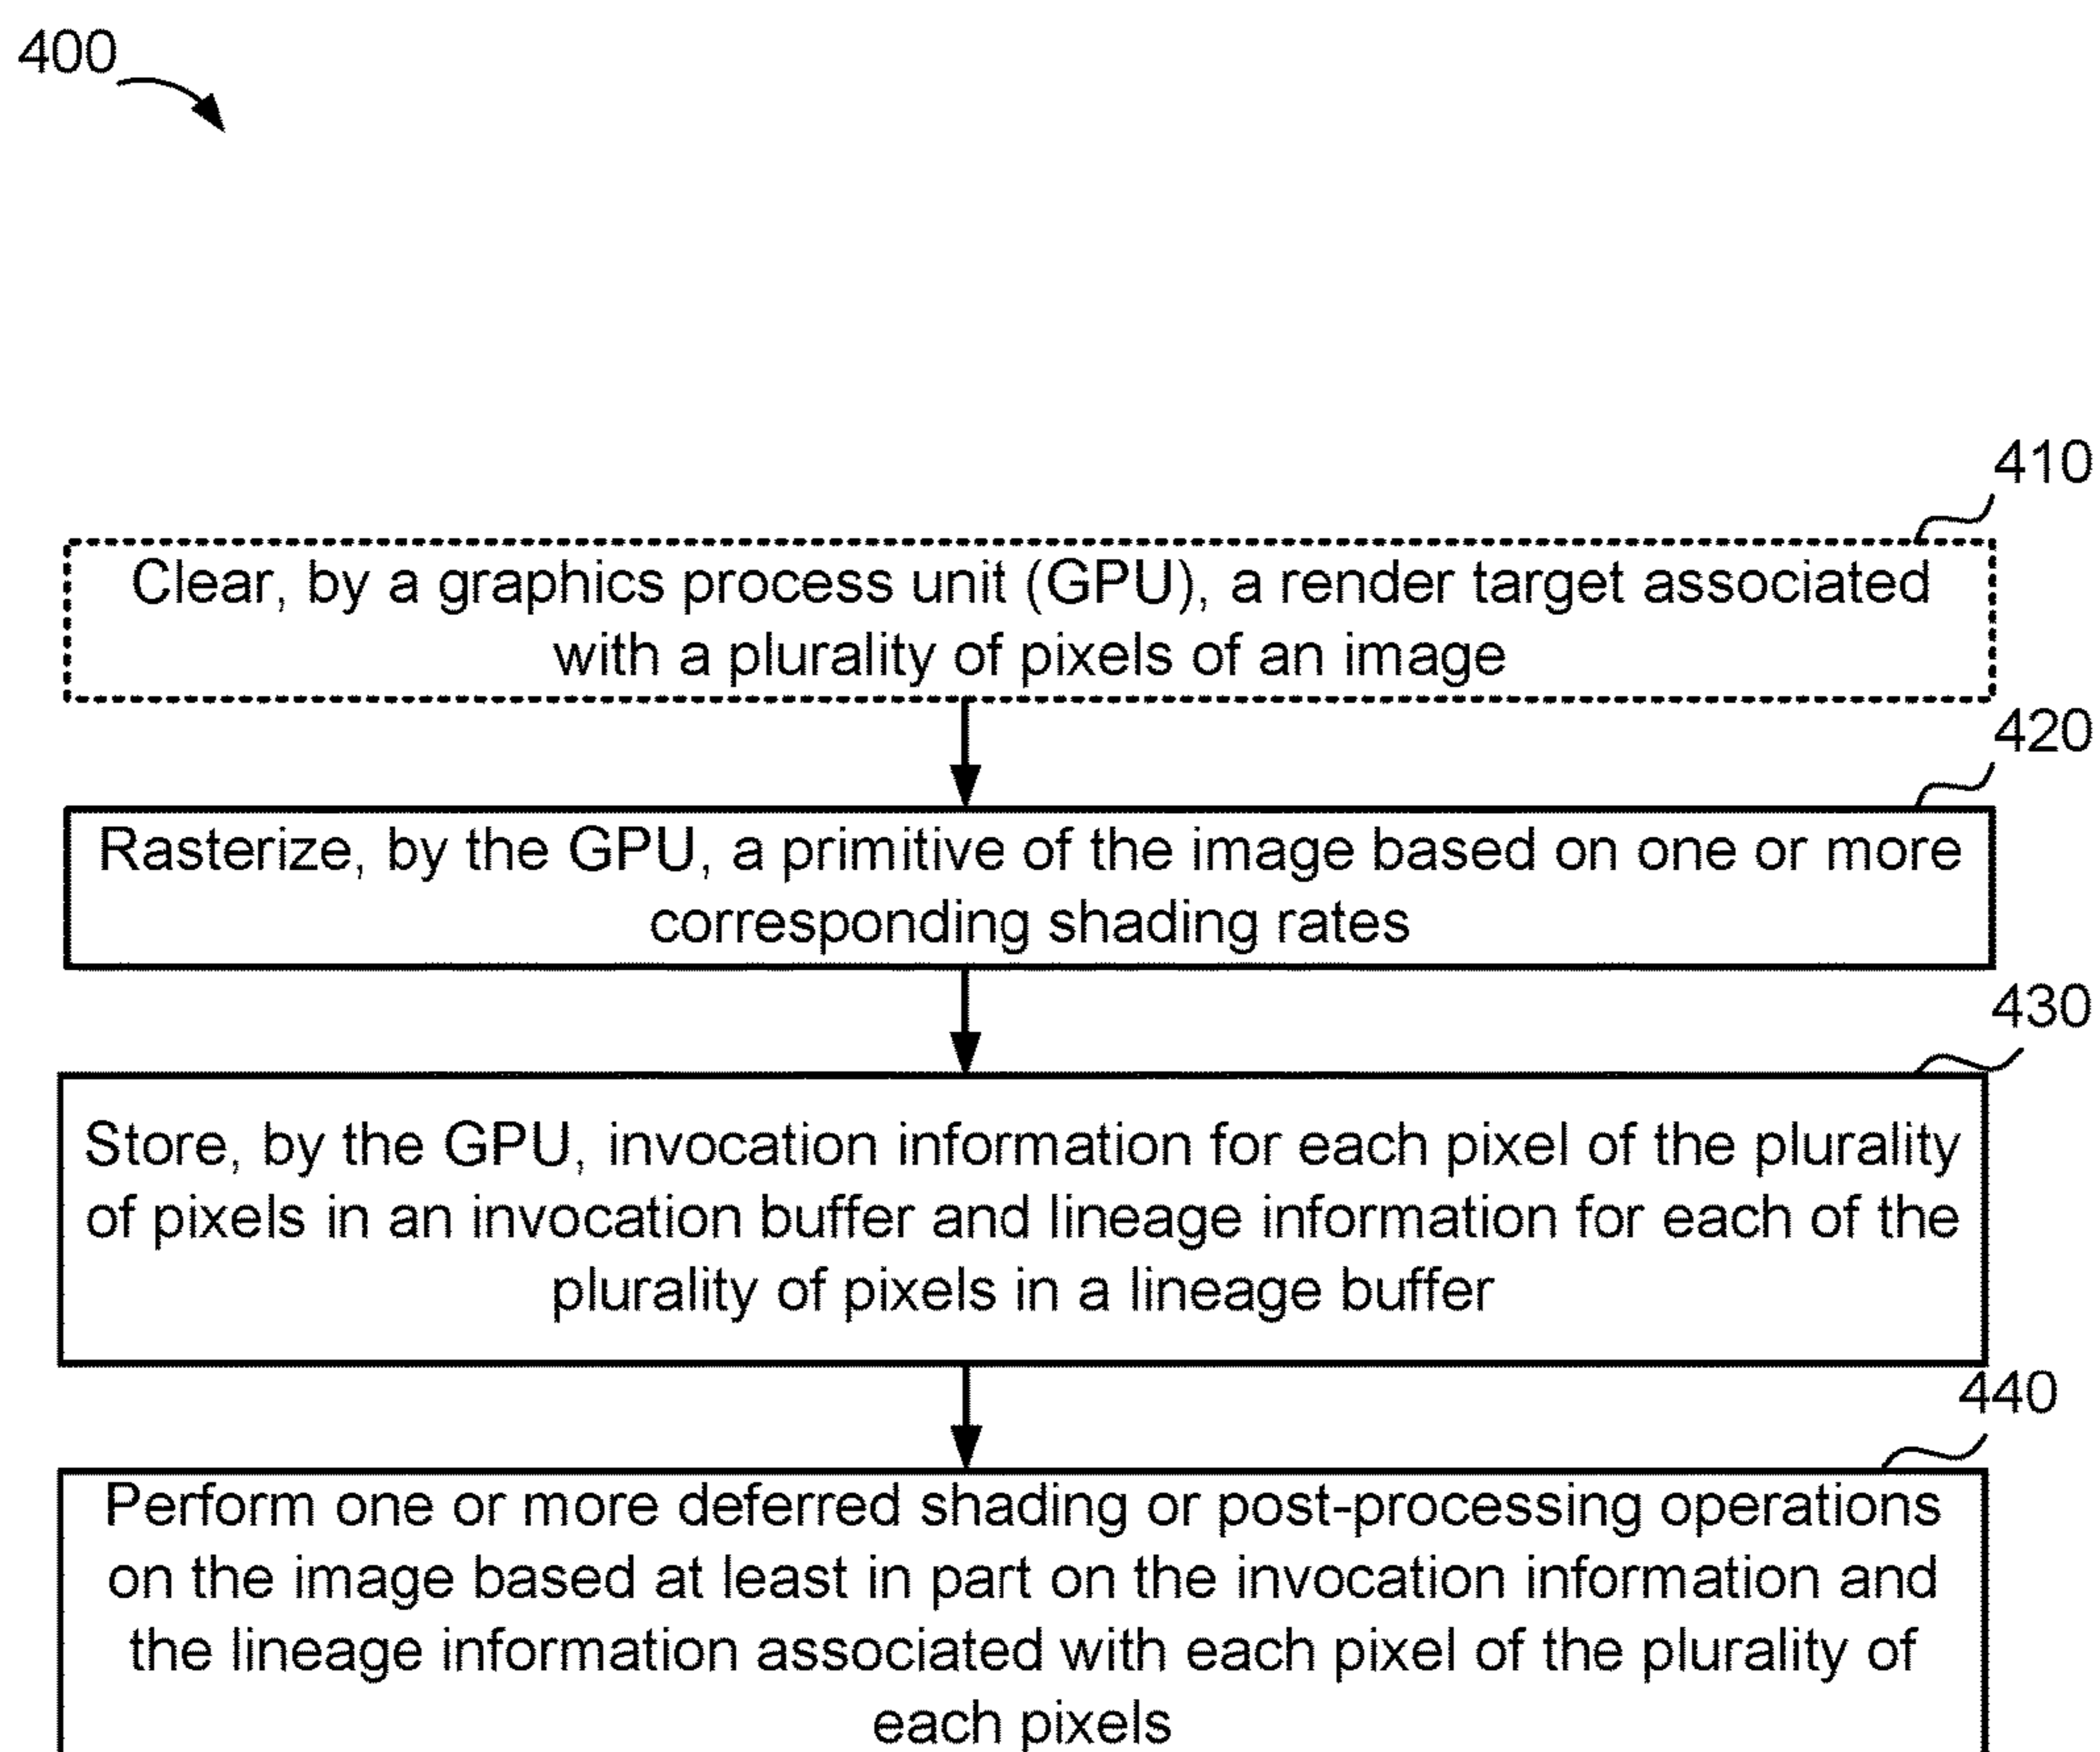 400
410
Clear, by a graphics process unit (GPU), a render target associated
with a plurality of pixels of an image
420
Rasterize, by the GPU, a primitive of the image based on one or more
corresponding shading rates
430
Store, by the GPU, invocation information for each pixel of the plurality
of pixels in an invocation buffer and lineage information for each of the
plurality of pixels in a lineage buffer
440
Perform one or more deferred shading or post-processing operations
on the image based at least in part on the invocation information and
the lineage information associated with each pixel of the plurality of
each pixels